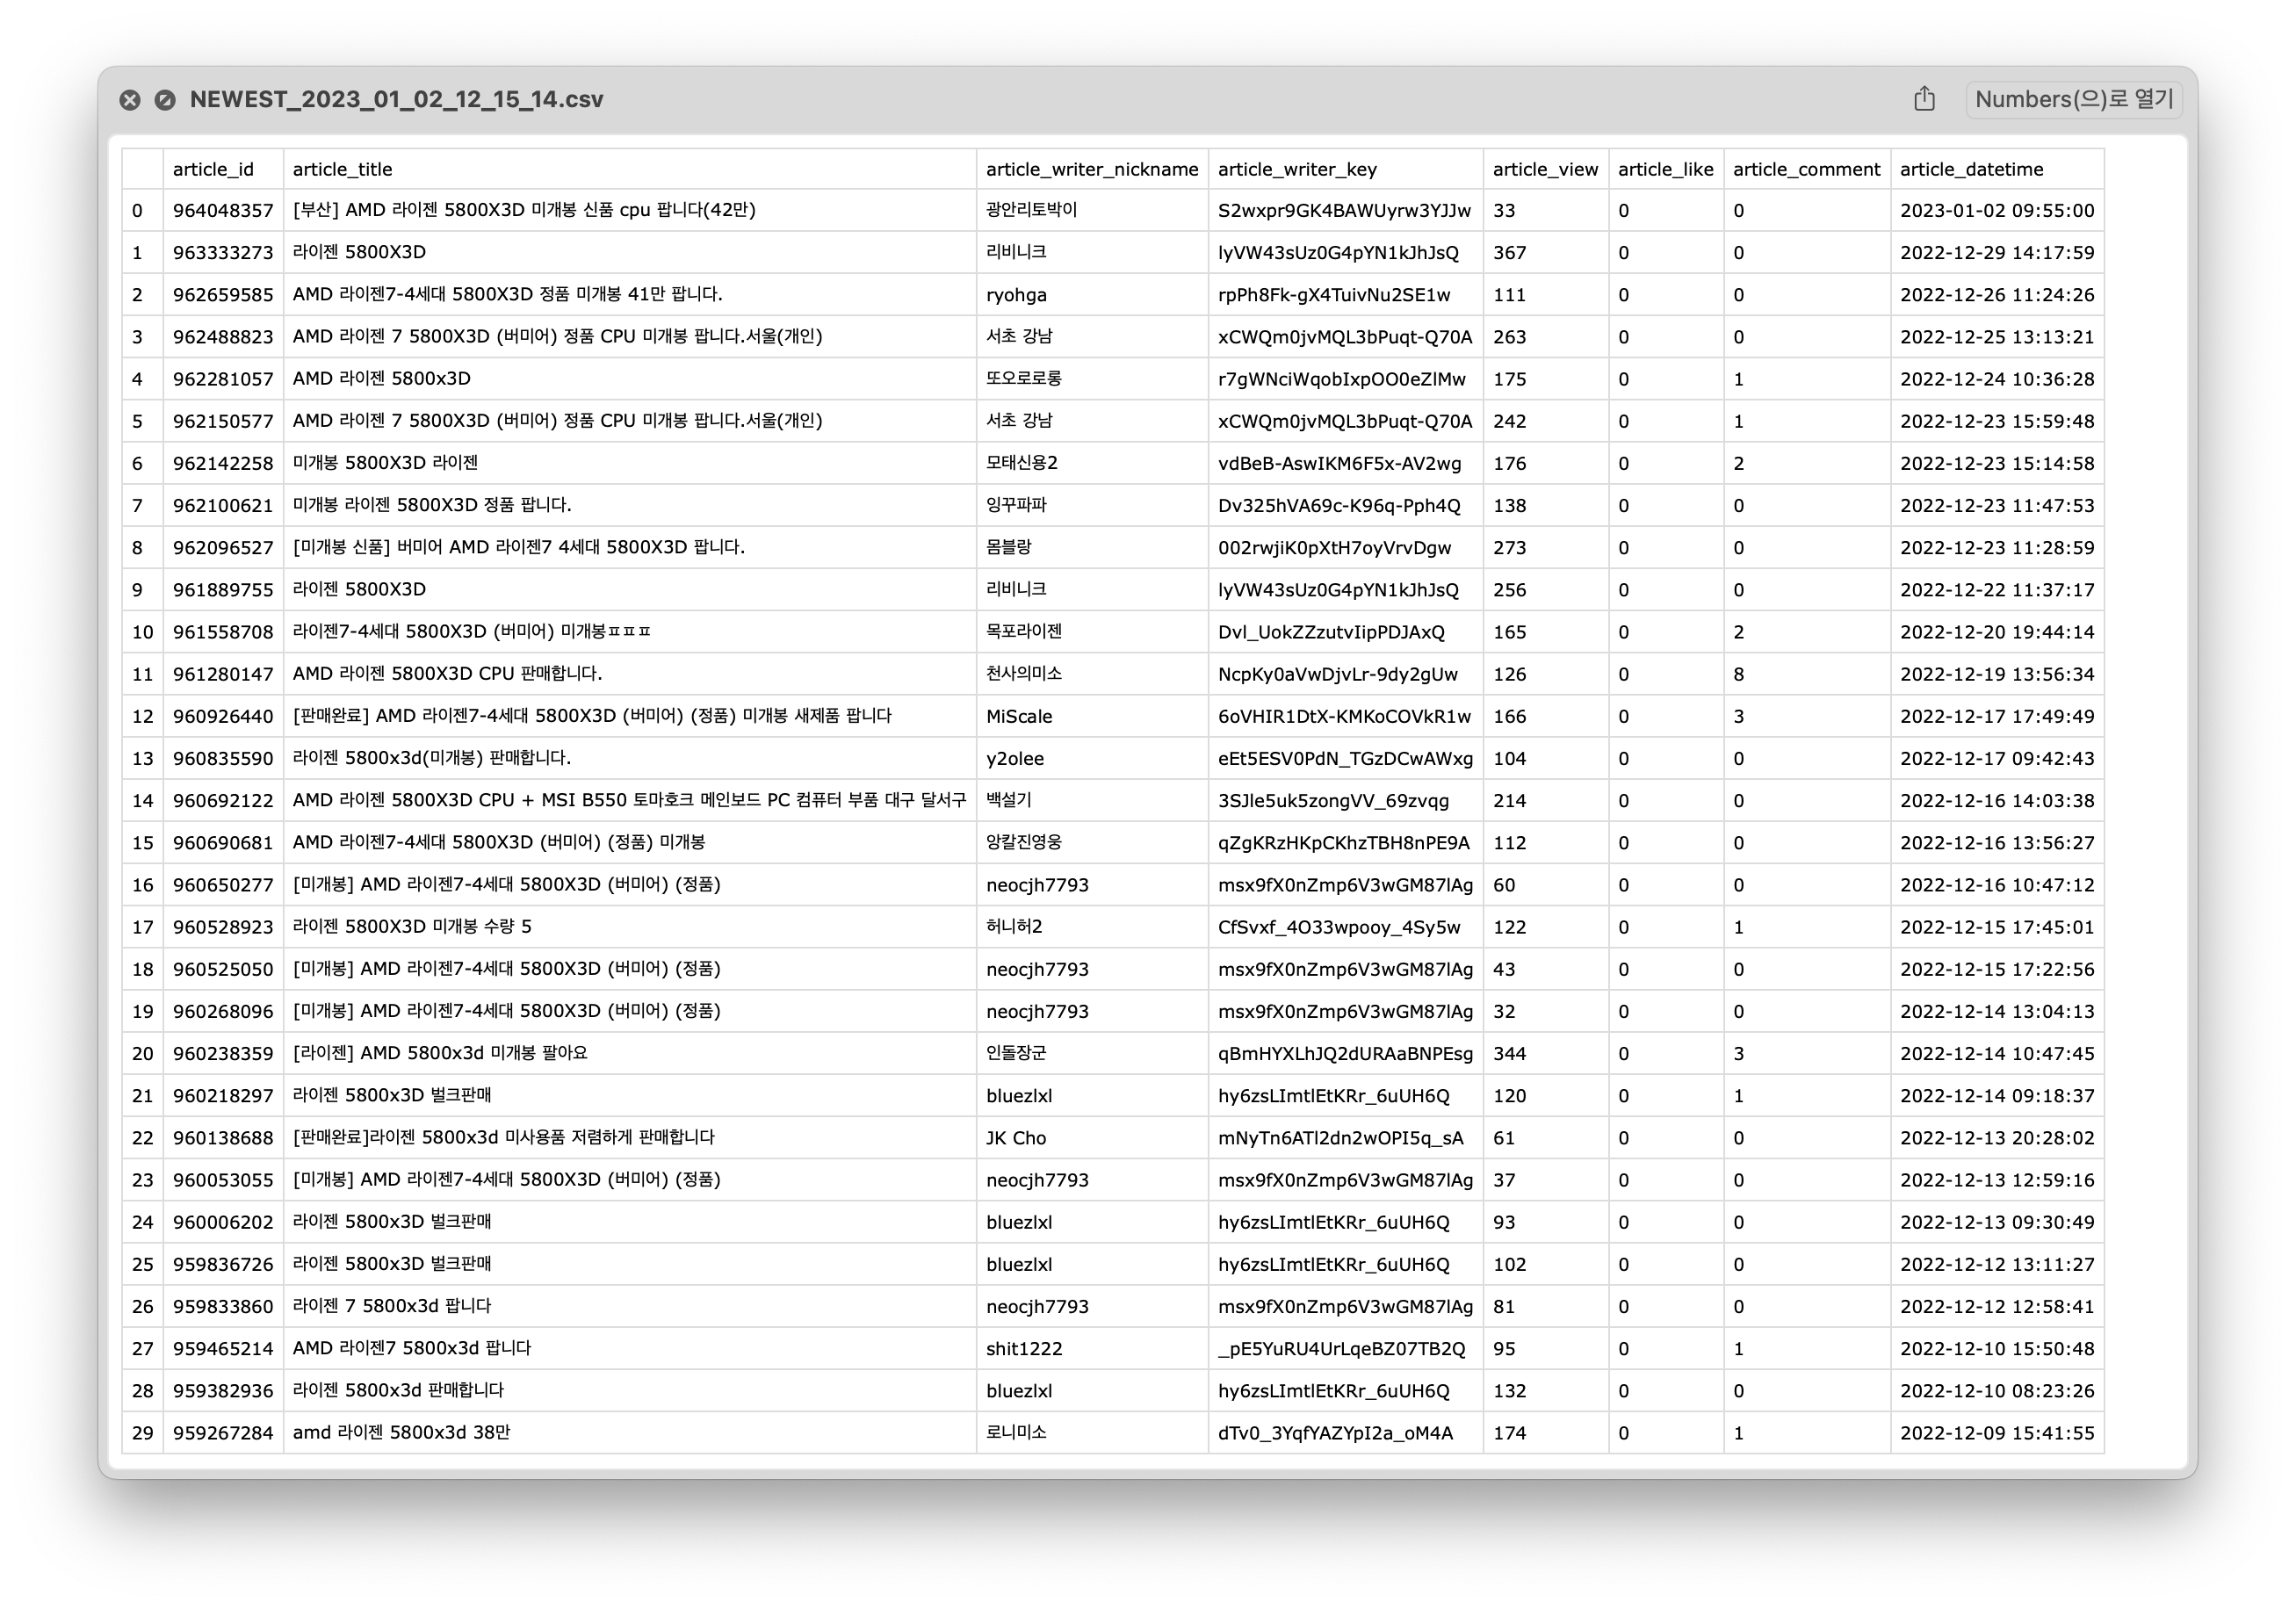 NEWEST_2023_01_02_12_15_14.csv Numbers(으)로 열기
article_id article_title article_writer_nickname article_writer_key article_view article_like article_comment article_datetime
0 964048357 [부산] AMD 라이젠 5800X3D 미개봉 신품 cpu 팝니다(42만) 광안리토박이 S2wxpr9GK4BAWUyrw3YJJw 33 0 0 2023-01-02 09:55:00
1 963333273 라이젠 5800X3D 리비니크 lyVW43sUz0G4pYN1kJhJsQ 367 0 0 2022-12-29 14:17:59
2 962659585 AMD 라이젠7-4세대 5800X3D 정품 미개봉 41만 팝니다. ryohga rpPh8Fk-gX4TuivNu2SE1w 111 0 0 2022-12-26 11:24:26
3 962488823 AMD 라이젠 7 5800X3D (버미어) 정품 CPU 미개봉 팝니다.서울(개인) 서초 강남 xCWQm0jvMQL3bPuqt-Q70A 263 0 0 2022-12-25 13:13:21
4 962281057 AMD 라이젠 5800x3D 또오로로롱 r7gWNciWqobIxpOO0eZlMw 175 0 1 2022-12-24 10:36:28
5 962150577 AMD 라이젠 7 5800X3D (버미어) 정품 CPU 미개봉 팝니다.서울(개인) 서초 강남 xCWQm0jvMQL3bPuqt-Q70A 242 0 1 2022-12-23 15:59:48
6 962142258 미개봉 5800X3D 라이젠 모태신용2 vdBeB-AswIKM6F5x-AV2wg 176 0 2 2022-12-23 15:14:58
7 962100621 미개봉 라이젠 5800X3D 정품 팝니다. 잉꾸파파 Dv325hVA69c-K96q-Pph4Q 138 0 0 2022-12-23 11:47:53
8 962096527 [미개봉 신품] 버미어 AMD 라이젠7 4세대 5800X3D 팝니다. 몸블랑 002rwjiK0pXtH7oyVrvDgw 273 0 0 2022-12-23 11:28:59
9 961889755 라이젠 5800X3D 리비니크 lyVW43sUz0G4pYN1kJhJsQ 256 0 0 2022-12-22 11:37:17
10 961558708 라이젠7-4세대 5800X3D (버미어) 미개봉ㅍㅍㅍ 목포라이젠 Dvl_UokZZzutvIipPDJAxQ 165 0 2 2022-12-20 19:44:14
11 961280147 AMD 라이젠 5800X3D CPU 판매합니다. 천사의미소 NcpKy0aVwDjvLr-9dy2gUw 126 0 8 2022-12-19 13:56:34
12 960926440 [판매완료] AMD 라이젠7-4세대 5800X3D (버미어) (정품) 미개봉 새제품 팝니다 MiScale 6oVHIR1DtX-KMKoCOVkR1w 166 0 3 2022-12-17 17:49:49
13 960835590 라이젠 5800x3d(미개봉) 판매합니다. y2olee eEt5ESV0PdN_TGzDCwAWxg 104 0 0 2022-12-17 09:42:43
14 960692122 AMD 라이젠 5800X3D CPU + MSI B550 토마호크 메인보드 PC 컴퓨터 부품 대구 달서구 백설기 3SJle5uk5zongVV_69zvqg 214 0 0 2022-12-16 14:03:38
15 960690681 AMD 라이젠7-4세대 5800X3D (버미어) (정품) 미개봉 앙칼진영웅 qZgKRzHKpCKhzTBH8nPE9A 112 0 0 2022-12-16 13:56:27
16 960650277 [미개봉] AMD 라이젠7-4세대 5800X3D (버미어) (정품) neocjh7793 msx9fX0nZmp6V3wGM87lAg 60 0 0 2022-12-16 10:47:12
17 960528923 라이젠 5800X3D 미개봉 수량 5 허니허2 CfSvxf_4O33wpooy_4Sy5w 122 0 1 2022-12-15 17:45:01
18 960525050 [미개봉] AMD 라이젠7-4세대 5800X3D (버미어) (정품) neocjh7793 msx9fX0nZmp6V3wGM87lAg 43 0 0 2022-12-15 17:22:56
19 960268096 [미개봉] AMD 라이젠7-4세대 5800X3D (버미어) (정품) neocjh7793 msx9fX0nZmp6V3wGM87lAg 32 0 0 2022-12-14 13:04:13
20 960238359 [라이젠] AMD 5800x3d 미개봉 팔아요 인돌장군 qBmHYXLhJQ2dURAaBNPEsg 344 0 3 2022-12-14 10:47:45
21 960218297 라이젠 5800x3D 벌크판매 bluezlxl hy6zsLImtlEtKRr_6uUH6Q 120 0 1 2022-12-14 09:18:37
22 960138688 [판매완료]라이젠 5800x3d 미사용품 저렴하게 판매합니다 JK Cho mNyTn6ATl2dn2wOPI5q_sA 61 0 0 2022-12-13 20:28:02
23 960053055 [미개봉] AMD 라이젠7-4세대 5800X3D (버미어) (정품) neocjh7793 msx9fX0nZmp6V3wGM87lAg 37 0 0 2022-12-13 12:59:16
24 960006202 라이젠 5800x3D 벌크판매 bluezlxl hy6zsLImtlEtKRr_6uUH6Q 93 0 0 2022-12-13 09:30:49
25 959836726 라이젠 5800x3D 벌크판매 bluezlxl hy6zsLImtlEtKRr_6uUH6Q 102 0 0 2022-12-12 13:11:27
26 959833860 라이젠 7 5800x3d 팝니다 neocjh7793 msx9fX0nZmp6V3wGM87lAg 81 0 0 2022-12-12 12:58:41
27 959465214 AMD 라이젠7 5800x3d 팝니다 shit1222 _pE5YuRU4UrLqeBZ07TB2Q 95 0 1 2022-12-10 15:50:48
28 959382936 라이젠 5800x3d 판매합니다 bluezlxl hy6zsLImtlEtKRr_6uUH6Q 132 0 0 2022-12-10 08:23:26
29 959267284 amd 라이젠 5800x3d 38만 로니미소 dTv0_3YqfYAZYpI2a_oM4A 174 0 1 2022-12-09 15:41:55